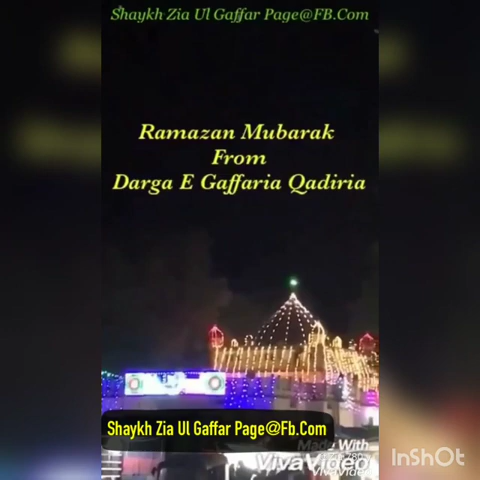 Shaykh Zia Ul Gaffar Page@FB.Com
Ramazan Mubarak
From
Darga E Gaffaria Qadiria
Shaykh Zia Ul Gaffar Page@Fb.Com
Made With
VivaVideo
VivaVideo
InShOt